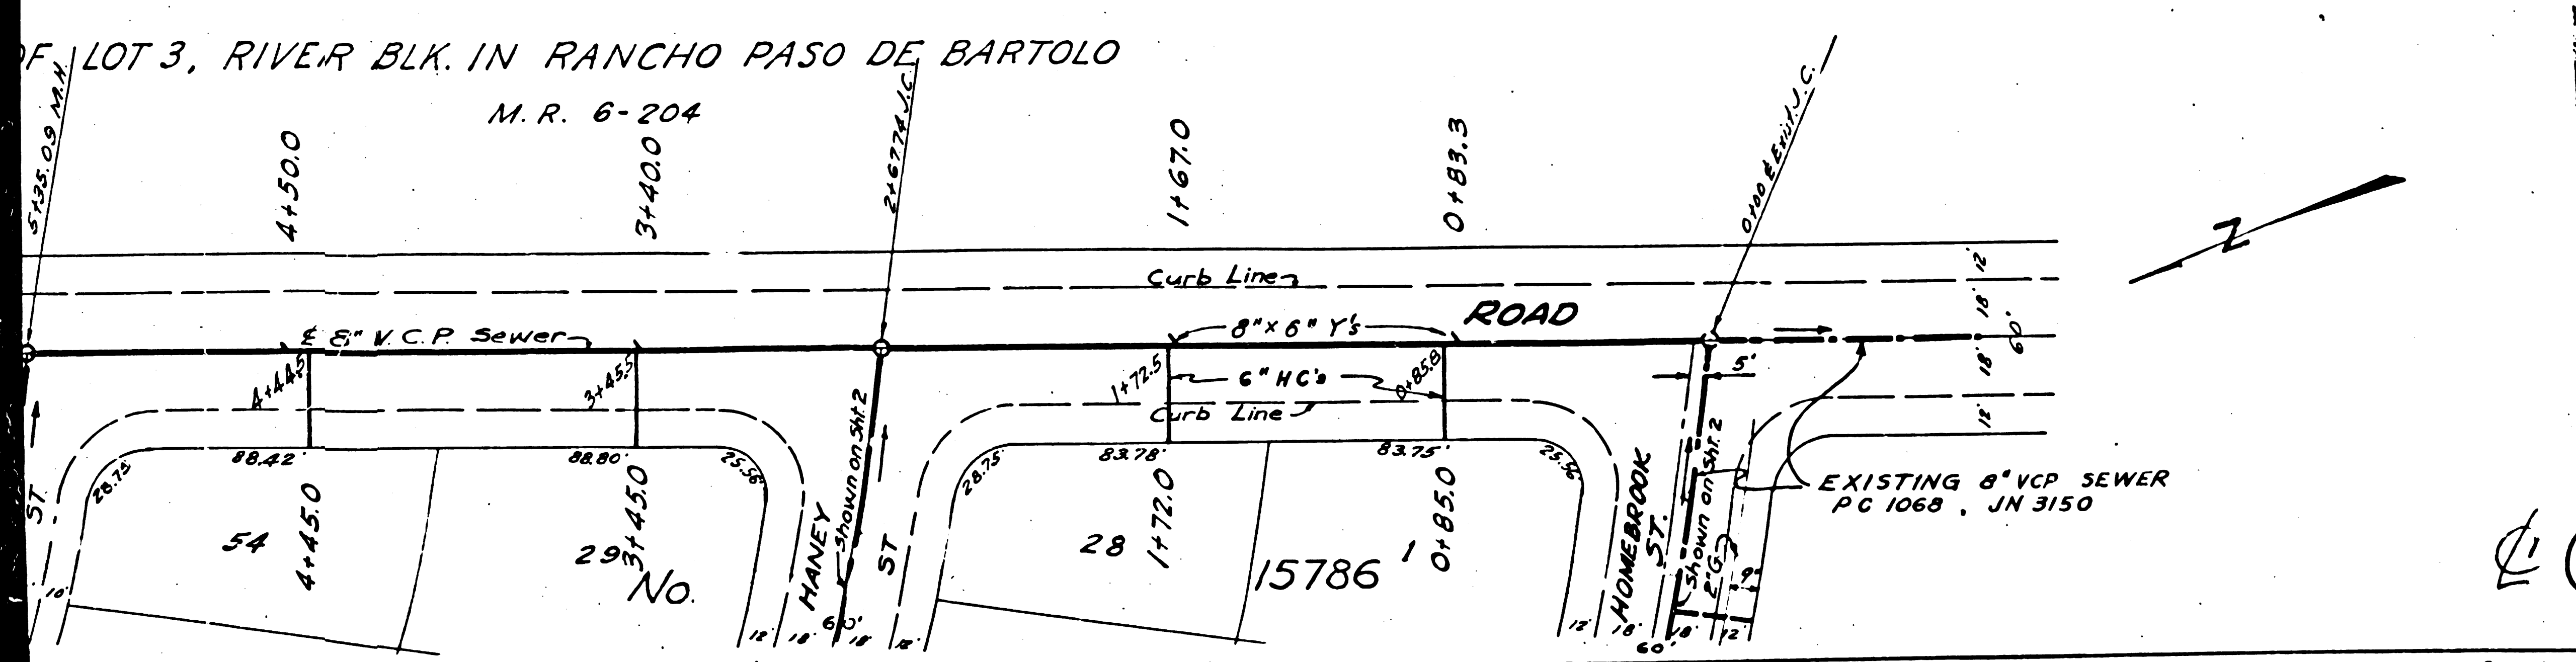 OF LOT 3, RIVER BLK. IN RANCHO PASO DE BARTOLO
M. R. 6-204
5+35.09 M.H.
4+50.0
3+40.0
2+67.74 J.C.
1+67.0
0+83.3
0+00 ℄ Exist. J.C.
Z
Curb Line
ROAD
12'
18'
60'
18'
12'
℄ 8" V.C.P. Sewer
8" x 6" Y's
6" HC's
5'
4+44.5
3+45.5
1+72.5
0+85.8
Curb Line
88.42'
88.80'
25.56'
83.78'
83.75'
25.56'
28.75'
28.75'
ST.
HANEY
ST
Shown on Sht. 2
HOMEBROOK
ST.
Shown on Sht. 2
2" G.
9'
EXISTING 8" VCP SEWER
PC 1068, JN 3150
54
4+45.0
29
3+45.0
28
1+72.0
1
0+85.0
No.
15786
10'
12'
18'
60'
18'
12'
12'
18'
60'
18'
12'
℄